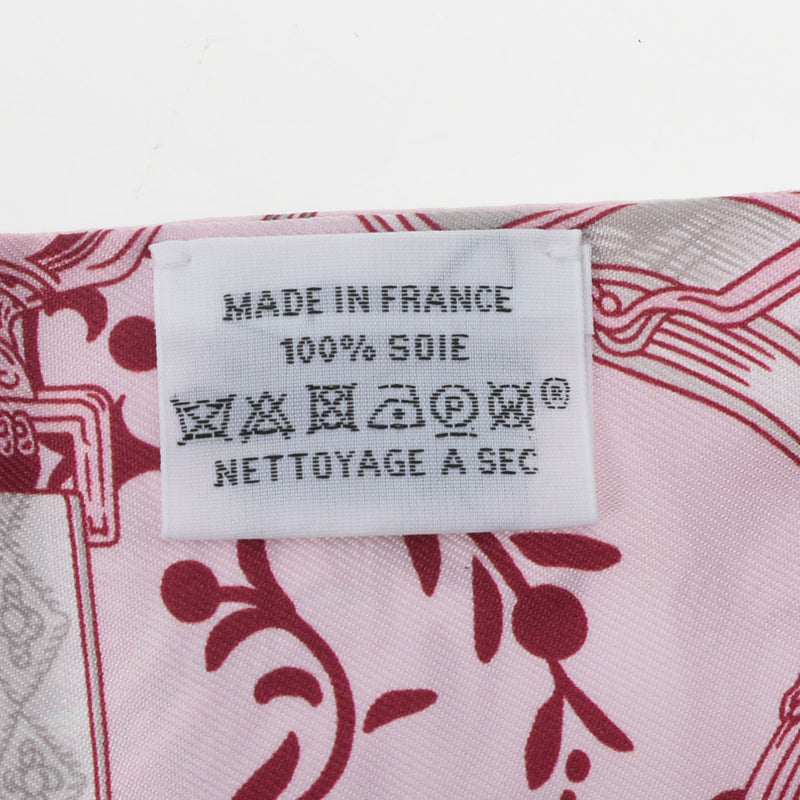 MADE IN FRANCE
100% SOIE
P W ®
NETTOYAGE A SEC